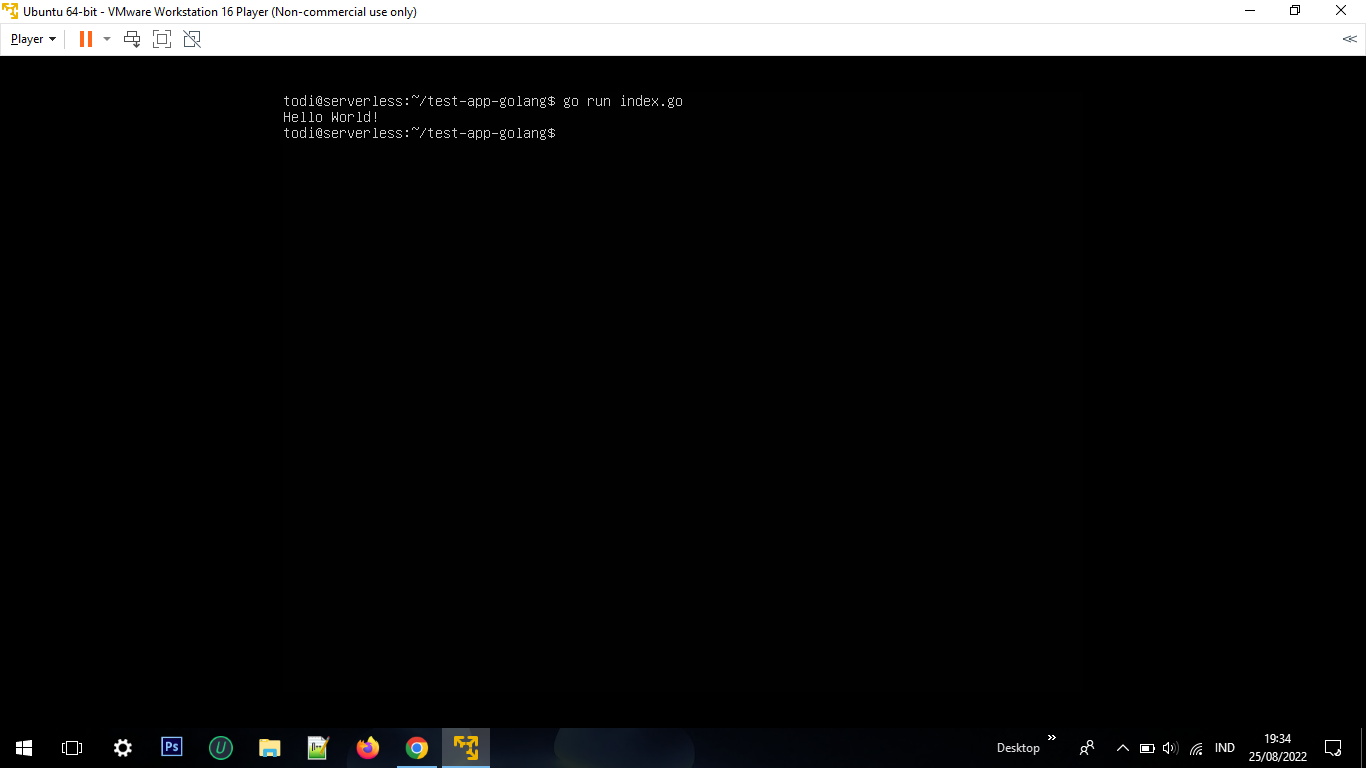 Ubuntu 64-bit - VMware Workstation 16 Player (Non-commercial use only)
Player
todi@serverless:~/test-app-golang$ go run index.go
Hello World!
todi@serverless:~/test-app-golang$
Ps
U
Desktop
IND
19:34
25/08/2022